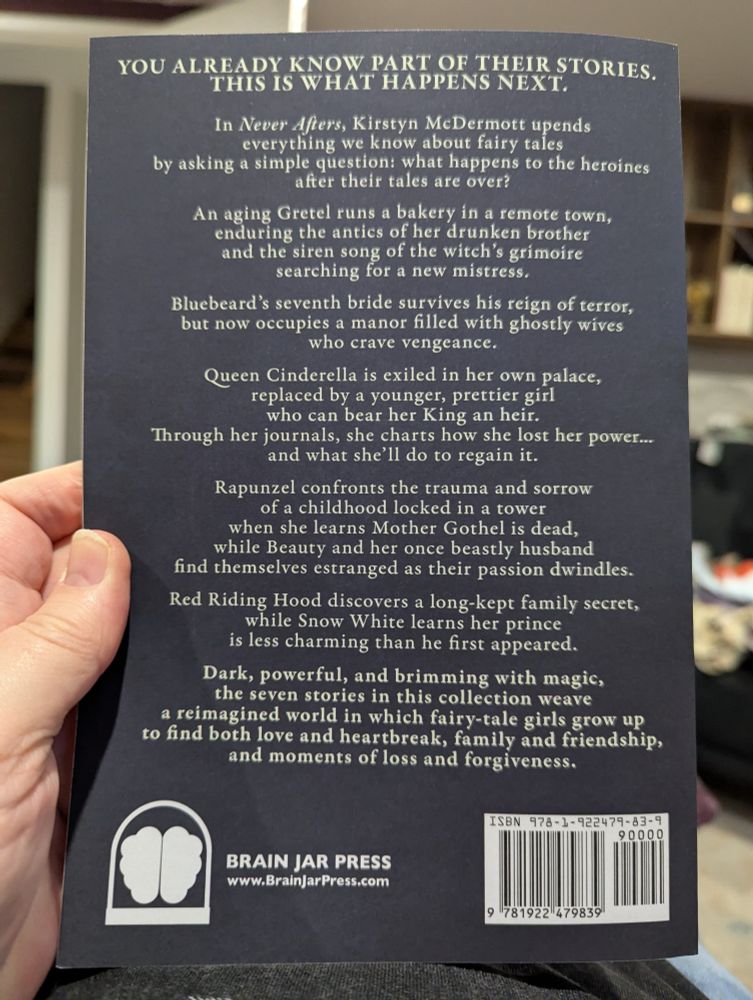 YOU ALREADY KNOW PART OF THEIR STORIES.
THIS IS WHAT HAPPENS NEXT.
In Never Afters, Kirstyn McDermott upends
everything we know about fairy tales
by asking a simple question: what happens to the heroines
after their tales are over?
An aging Gretel runs a bakery in a remote town,
enduring the antics of her drunken brother
and the siren song of the witch's grimoire
searching for a new mistress.
Bluebeard's seventh bride survives his reign of terror,
but now occupies a manor filled with ghostly wives
who crave vengeance.
Queen Cinderella is exiled in her own palace,
replaced by a younger, prettier girl
who can bear her King an heir.
Through her journals, she charts how she lost her power...
and what she'll do to regain it.
Rapunzel confronts the trauma and sorrow
of a childhood locked in a tower
when she learns Mother Gothel is dead,
while Beauty and her once beastly husband
find themselves estranged as their passion dwindles.
Red Riding Hood discovers a long-kept family secret,
while Snow White learns her prince
is less charming than he first appeared.
Dark, powerful, and brimming with magic,
the seven stories in this collection weave
a reimagined world in which fairy-tale girls grow up
to find both love and heartbreak, family and friendship,
and moments of loss and forgiveness.
BRAIN JAR PRESS
www.BrainJarPress.com
ISBN 978-1-922479-83-9
90000
9 781922 479839